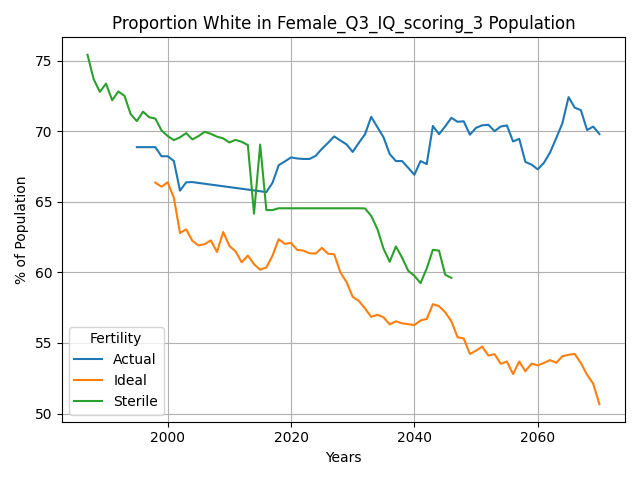 Proportion White in Female_Q3_IQ_scoring_3 Population
% of Population
75
70
65
60
55
50
Fertility
Actual
Ideal
Sterile
2000
2020
2040
2060
Years